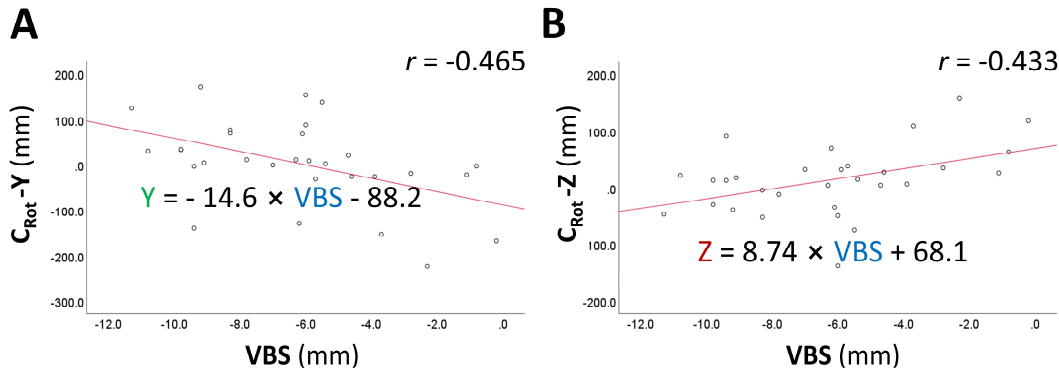 A
r = -0.465
200.0
100.0
.0
-100.0
-200.0
-300.0
C_Rot-Y (mm)
Y = - 14.6 × VBS - 88.2
-12.0 -10.0 -8.0 -6.0 -4.0 -2.0 .0
VBS (mm)
B
r = -0.433
200.0
100.0
.0
100.0
-200.0
C_Rot-Z (mm)
Z = 8.74 × VBS + 68.1
-12.0 -10.0 -8.0 -6.0 -4.0 -2.0 .0
VBS (mm)